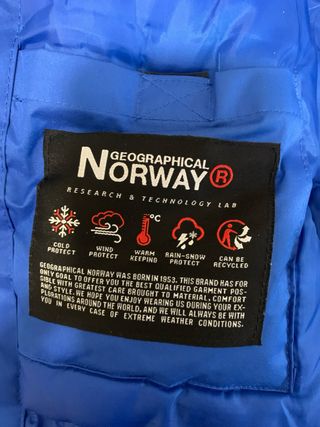 GEOGRAPHICAL
NORWAY®
RESEARCH & TECHNOLOGY LAB
°C
COLD PROTECT
WIND PROTECT
WARM KEEPING
RAIN-SNOW PROTECT
CAN BE RECYCLED
GEOGRAPHICAL NORWAY WAS BORN IN 1953. THIS BRAND HAS FOR
ONLY GOAL TO OFFER YOU THE BEST QUALIFIED GARMENT POS-
SIBLE WITH GREATEST CARE BROUGHT TO MATERIAL, COMFORT
AND STYLE. WE HOPE YOU ENJOY WEARING US DURING YOUR EX-
PLORATIONS AROUND THE WORLD, AND WE WILL ALWAYS BE WITH
YOU IN EVERY CASE OF EXTREME WEATHER CONDITIONS.